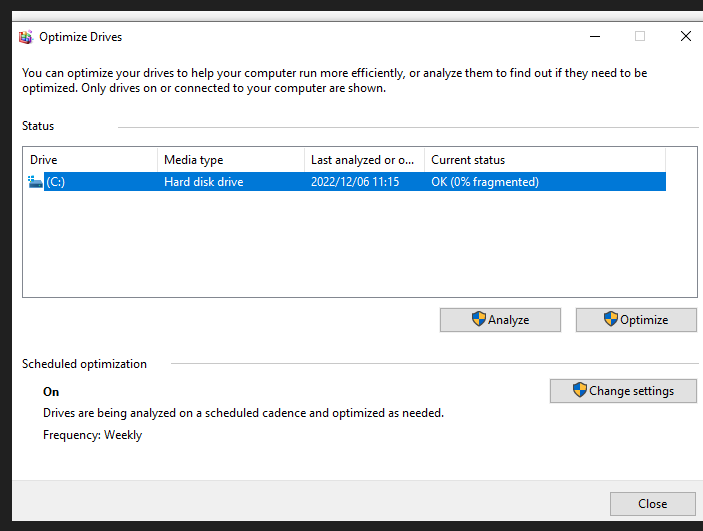 Optimize Drives
You can optimize your drives to help your computer run more efficiently, or analyze them to find out if they need to be
optimized. Only drives on or connected to your computer are shown.
Status
Drive Media type Last analyzed or o... Current status
(C:) Hard disk drive 2022/12/06 11:15 OK (0% fragmented)
Analyze Optimize
Scheduled optimization
On
Change settings
Drives are being analyzed on a scheduled cadence and optimized as needed.
Frequency: Weekly
Close